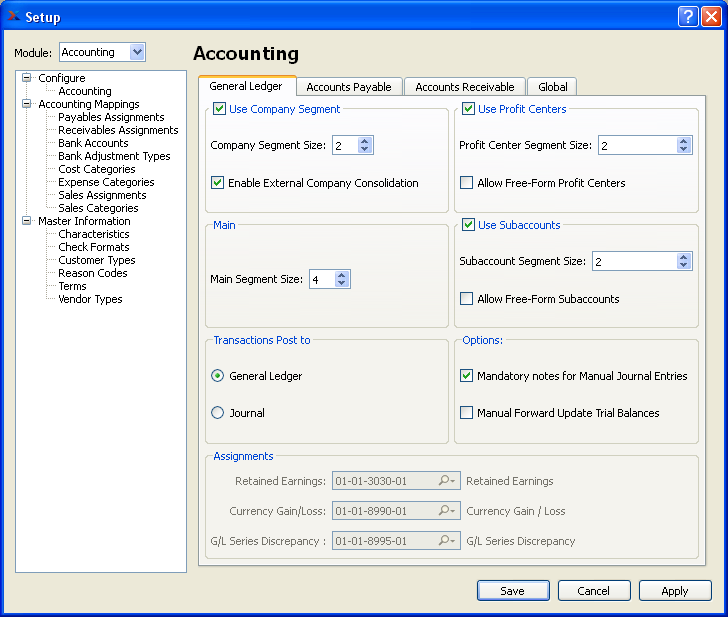 Setup
Module: Accounting
Configure
Accounting
Accounting Mappings
Payables Assignments
Receivables Assignments
Bank Accounts
Bank Adjustment Types
Cost Categories
Expense Categories
Sales Assignments
Sales Categories
Master Information
Characteristics
Check Formats
Customer Types
Reason Codes
Terms
Vendor Types
Accounting
General Ledger Accounts Payable Accounts Receivable Global
Use Company Segment
Company Segment Size: 2
Enable External Company Consolidation
Use Profit Centers
Profit Center Segment Size: 2
Allow Free-Form Profit Centers
Main
Main Segment Size: 4
Use Subaccounts
Subaccount Segment Size: 2
Allow Free-Form Subaccounts
Transactions Post to
General Ledger
Journal
Options:
Mandatory notes for Manual Journal Entries
Manual Forward Update Trial Balances
Assignments
Retained Earnings: 01-01-3030-01 Retained Earnings
Currency Gain/Loss: 01-01-8990-01 Currency Gain / Loss
G/L Series Discrepancy : 01-01-8995-01 G/L Series Discrepancy
Save Cancel Apply